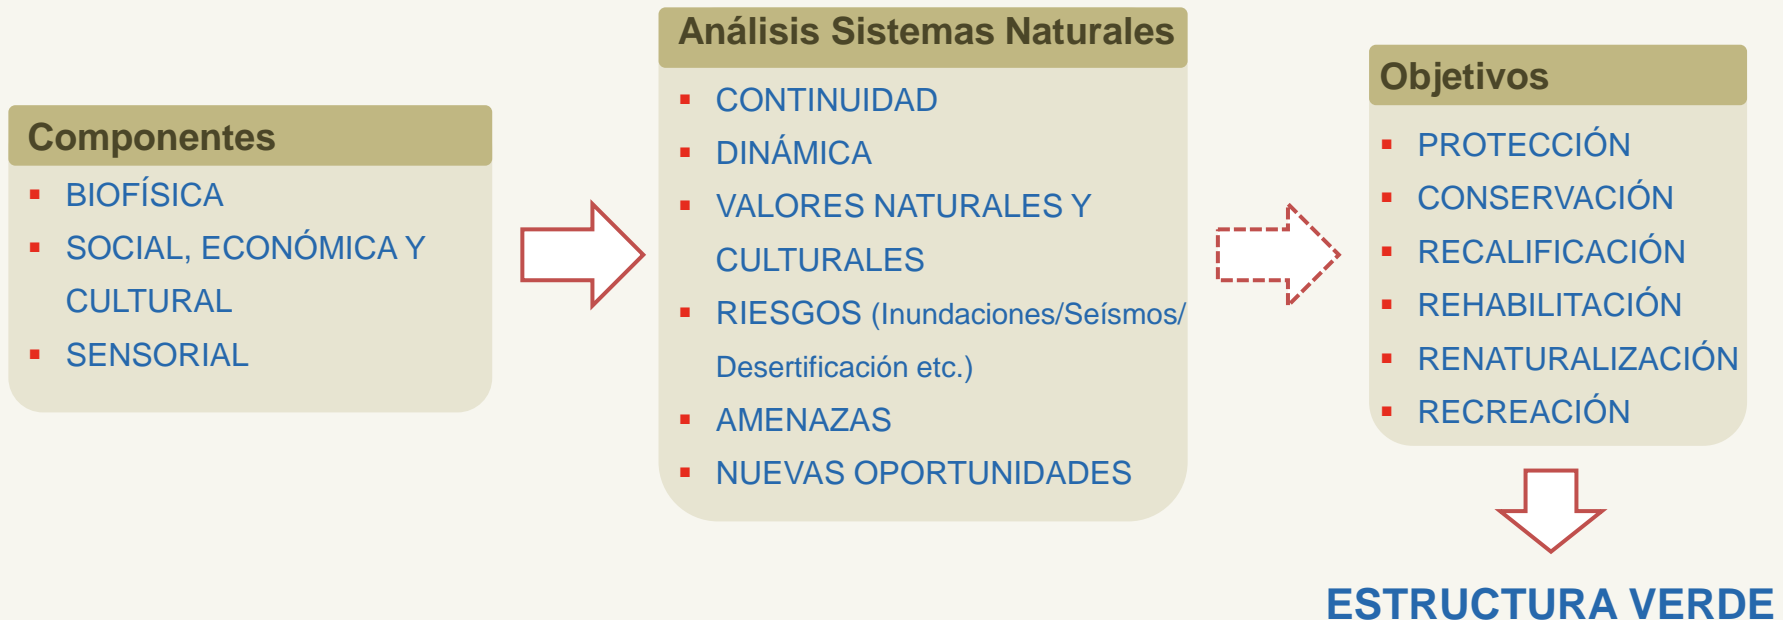 Componentes
▪ BIOFÍSICA
▪ SOCIAL, ECONÓMICA Y
CULTURAL
▪ SENSORIAL
Análisis Sistemas Naturales
▪ CONTINUIDAD
▪ DINÁMICA
▪ VALORES NATURALES Y
CULTURALES
▪ RIESGOS (Inundaciones/Seísmos/
Desertificación etc.)
▪ AMENAZAS
▪ NUEVAS OPORTUNIDADES
Objetivos
▪ PROTECCIÓN
▪ CONSERVACIÓN
▪ RECALIFICACIÓN
▪ REHABILITACIÓN
▪ RENATURALIZACIÓN
▪ RECREACIÓN
ESTRUCTURA VERDE